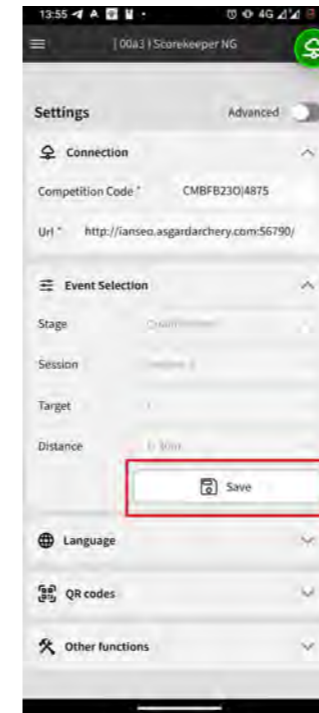 13:55 4G
[00a3] Scorekeeper NG
Settings Advanced
Connection
Competition Code * CMBFB23O|4875
Url * http://ianseo.asgardarchery.com:56790/
Event Selection
Stage
Session
Target
Distance
Save
Language
QR codes
Other functions